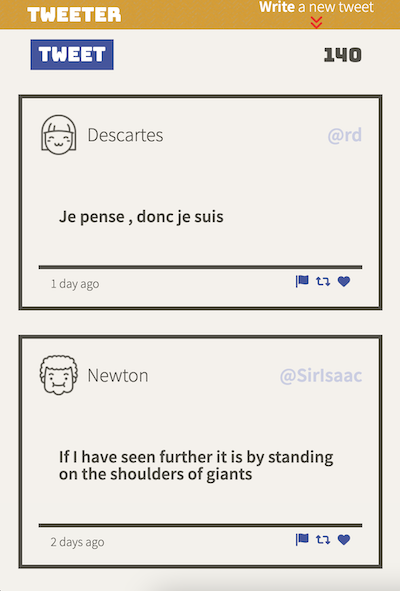 TWEETER
Write a new tweet
TWEET
140
Descartes
@rd
Je pense , donc je suis
1 day ago
Newton
@SirIsaac
If I have seen further it is by standing
on the shoulders of giants
2 days ago